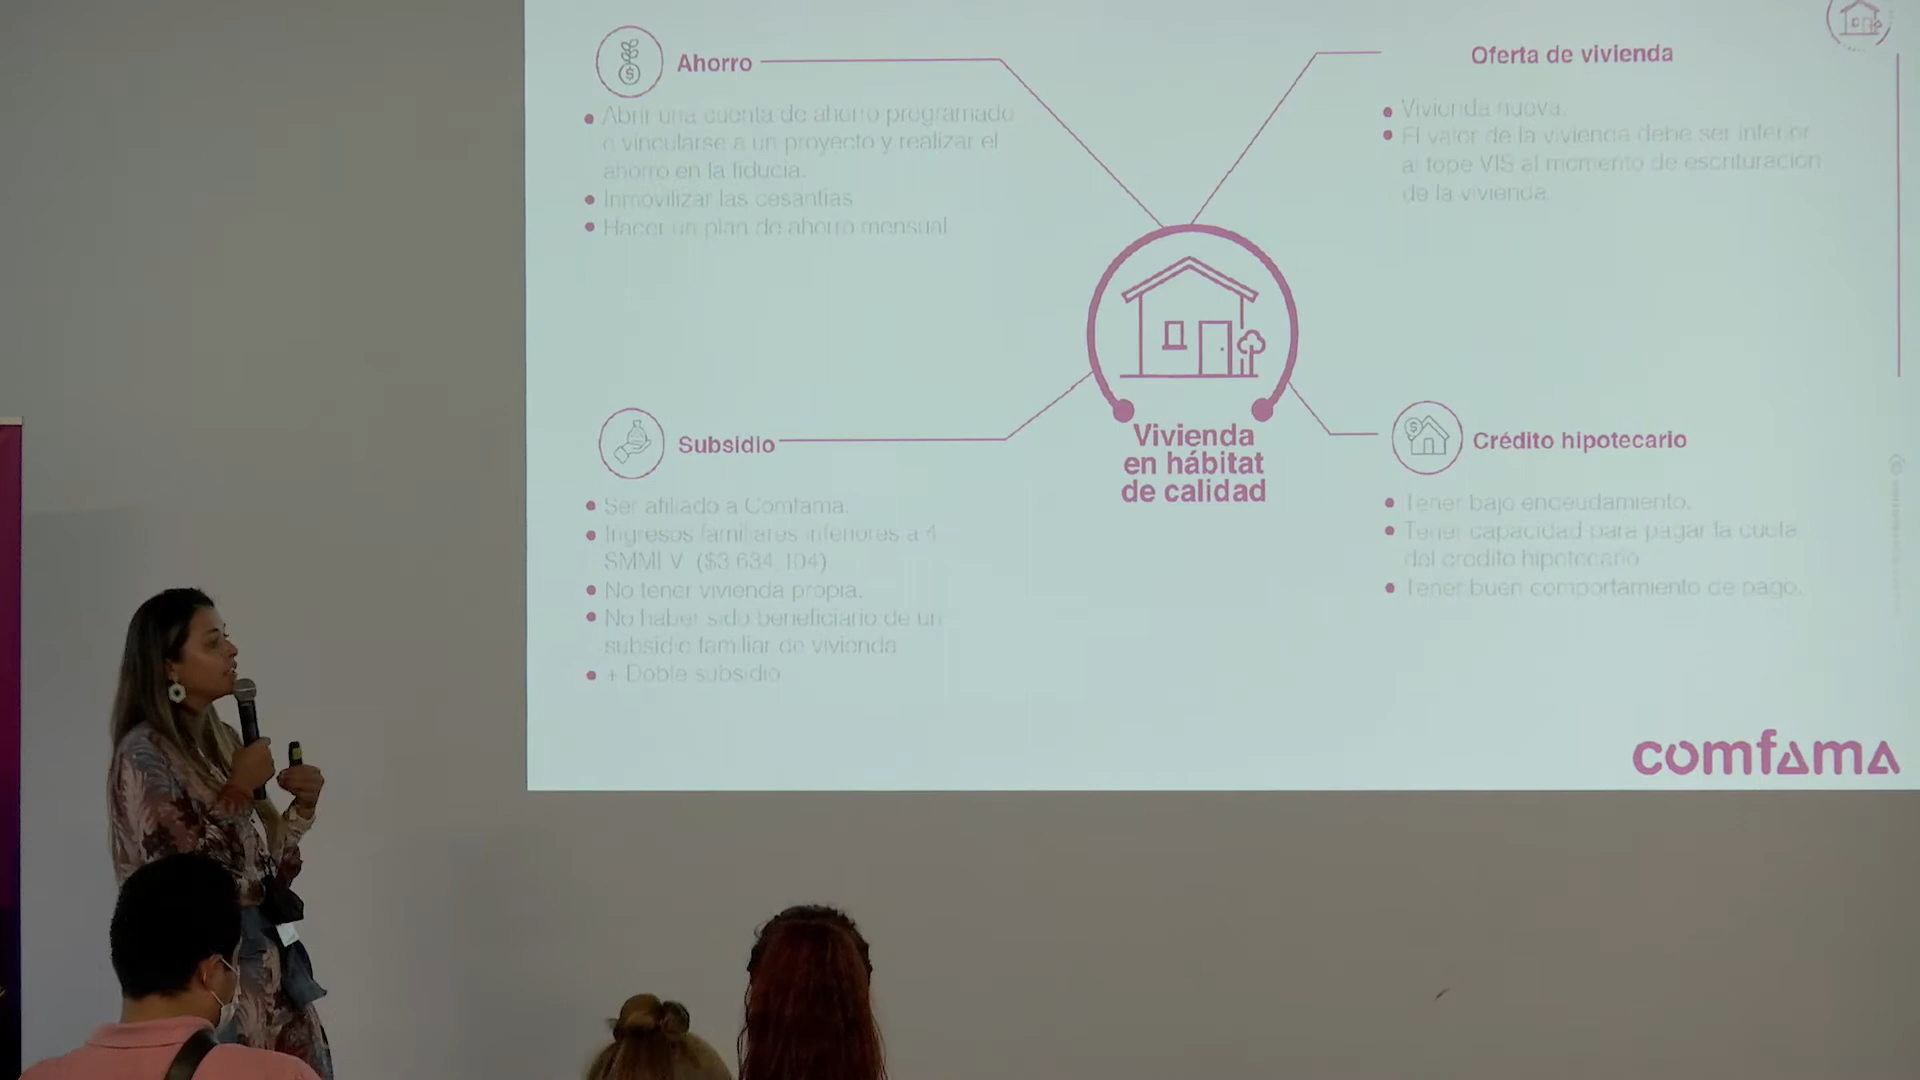 Ahorro
Abrir una cuenta de ahorro programado
o vincularse a un proyecto y realizar el
ahorro en la fiducia.
Inmovilizar las cesantías
Hacer un plan de ahorro mensual
Oferta de vivienda
Vivienda nueva.
El valor de la vivienda debe ser inferior
al tope VIS al momento de escrituración
de la vivienda.
Vivienda
en hábitat
de calidad
Subsidio
Ser afiliado a Comfama.
Ingresos familiares inferiores a 4
SMMLV ($3.634.104)
No tener vivienda propia.
No haber sido beneficiario de un
subsidio familiar de vivienda
+ Doble subsidio
Crédito hipotecario
Tener bajo endeudamiento.
Tener capacidad para pagar la cuota
del crédito hipotecario
Tener buen comportamiento de pago.
comfama